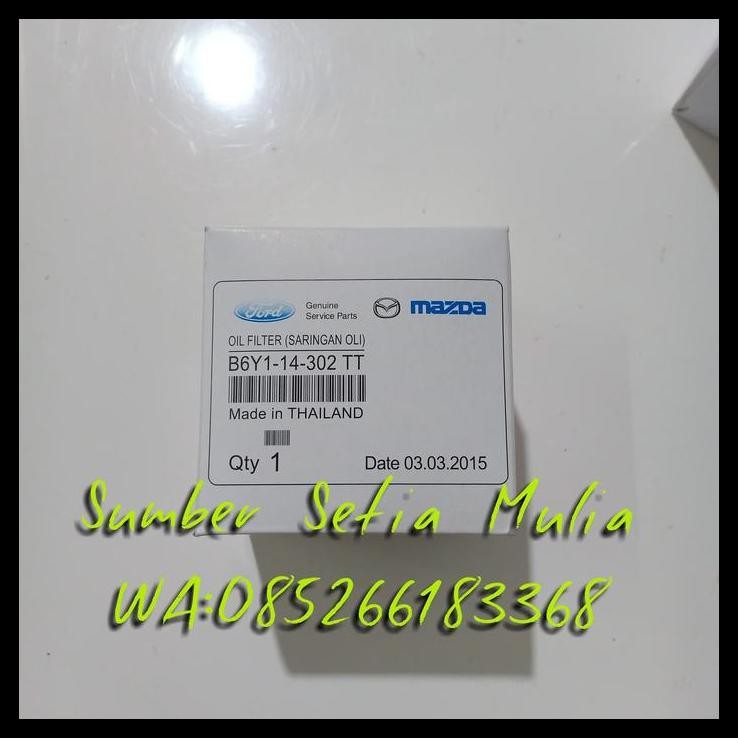 Ford
Genuine
Service Parts
mazda
OIL FILTER (SARINGAN OLI)
B6Y1-14-302 TT
Made in THAILAND
Qty 1
Date 03.03.2015
Sumber Setia Mulia
WA:085266183368